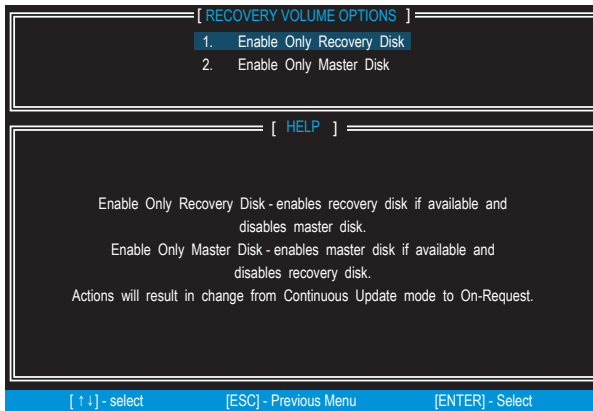 [ RECOVERY VOLUME OPTIONS ]
1. Enable Only Recovery Disk
2. Enable Only Master Disk
[ HELP ]
Enable Only Recovery Disk - enables recovery disk if available and
disables master disk.
Enable Only Master Disk - enables master disk if available and
disables recovery disk.
Actions will result in change from Continuous Update mode to On-Request.
[ ↑↓] - select [ESC] - Previous Menu [ENTER] - Select